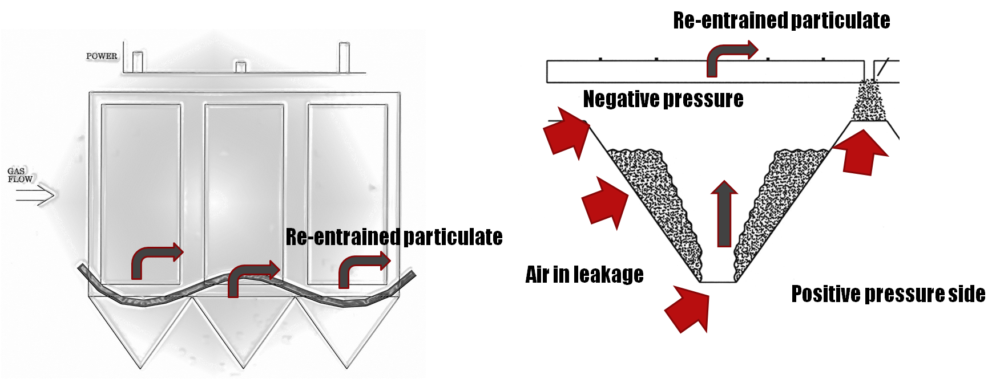 POWER
GAS
FLOW
Re-entrained particulate
Re-entrained particulate
Negative pressure
Air in leakage
Positive pressure side